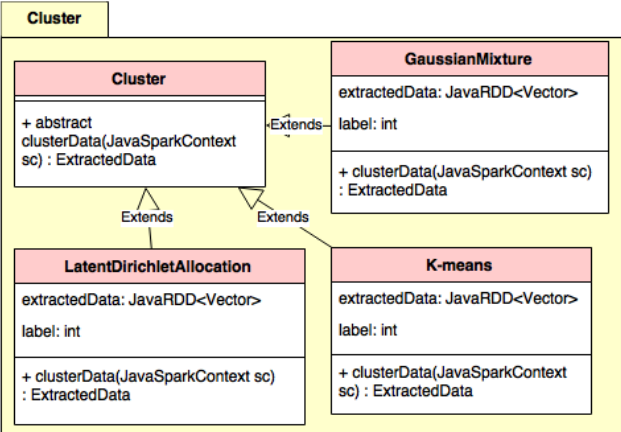 Cluster
Cluster
+ abstract
clusterData(JavaSparkContext
sc) : ExtractedData
Extends
GaussianMixture
extractedData: JavaRDD<Vector>
label: int
+ clusterData(JavaSparkContext sc)
: ExtractedData
Extends
Extends
LatentDirichletAllocation
extractedData: JavaRDD<Vector>
label: int
+ clusterData(JavaSparkContext sc)
: ExtractedData
K-means
extractedData: JavaRDD<Vector>
label: int
+ clusterData(JavaSparkContext
sc) : ExtractedData